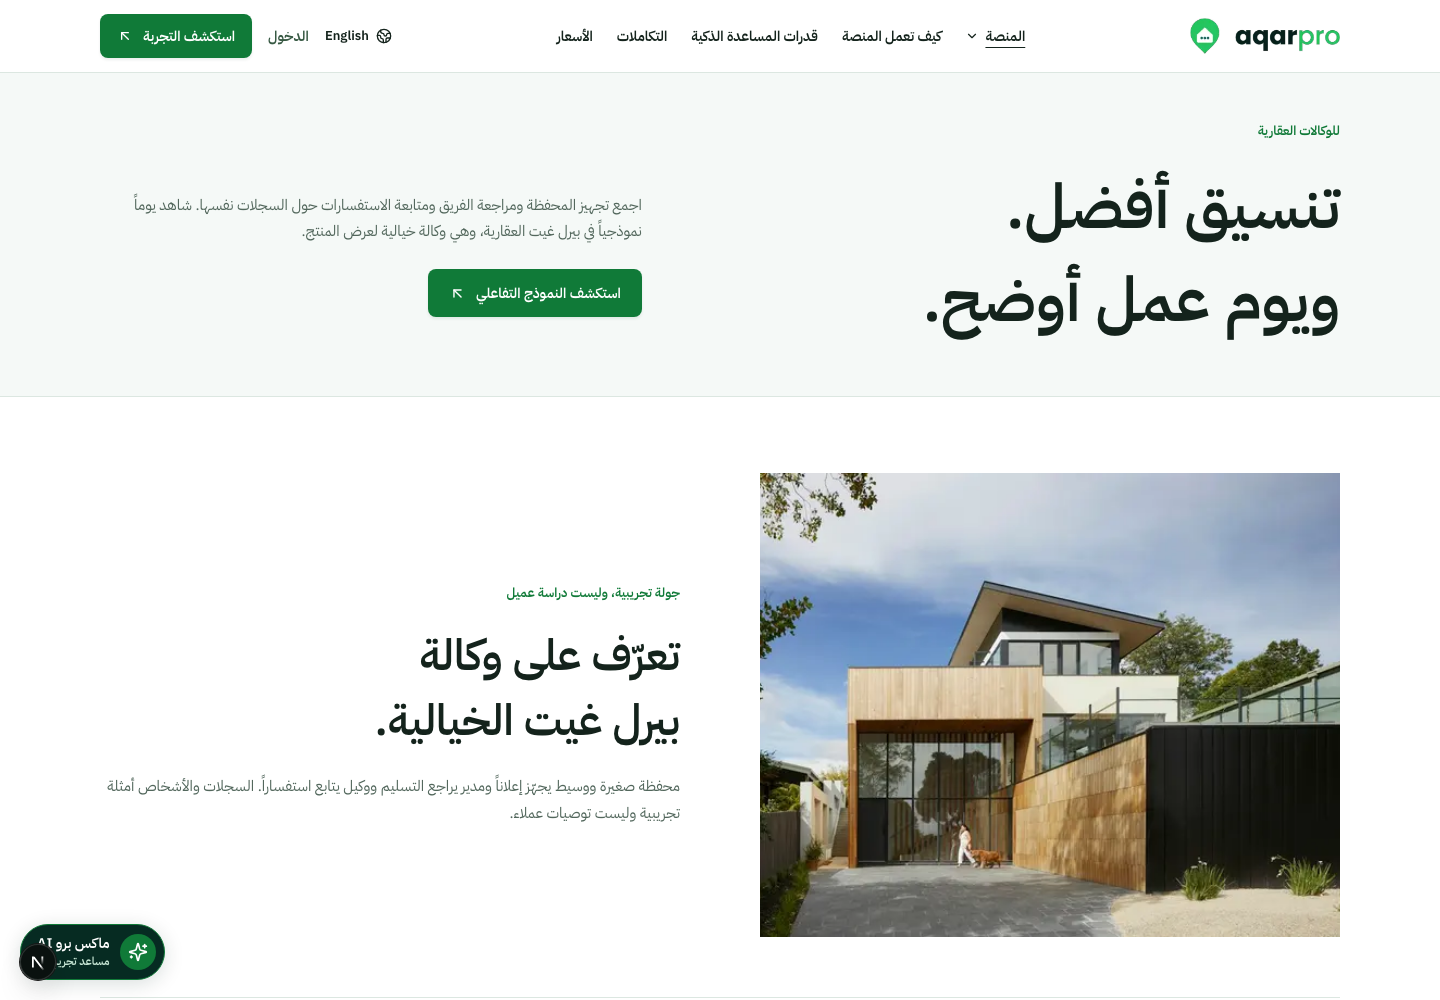 aqarpro
المنصة
كيف تعمل المنصة
قدرات المساعدة الذكية
التكاملات
الأسعار
English
الدخول
استكشف التجربة
للوكالات العقارية
تنسيق أفضل.
ويوم عمل أوضح.
اجمع تجهيز المحفظة ومراجعة الفريق ومتابعة الاستفسارات حول السجلات نفسها. شاهد يوماً
نموذجياً في بيرل غيت العقارية، وهي وكالة خيالية لعرض المنتج.
استكشف النموذج التفاعلي
جولة تجريبية، وليست دراسة عميل
تعرّف على وكالة
بيرل غيت الخيالية.
محفظة صغيرة ووسيط يجهّز إعلاناً ومدير يراجع التسليم ووكيل يتابع استفساراً. السجلات والأشخاص أمثلة
تجريبية وليست توصيات عملاء.
ماكس برو AI
مساعد
N